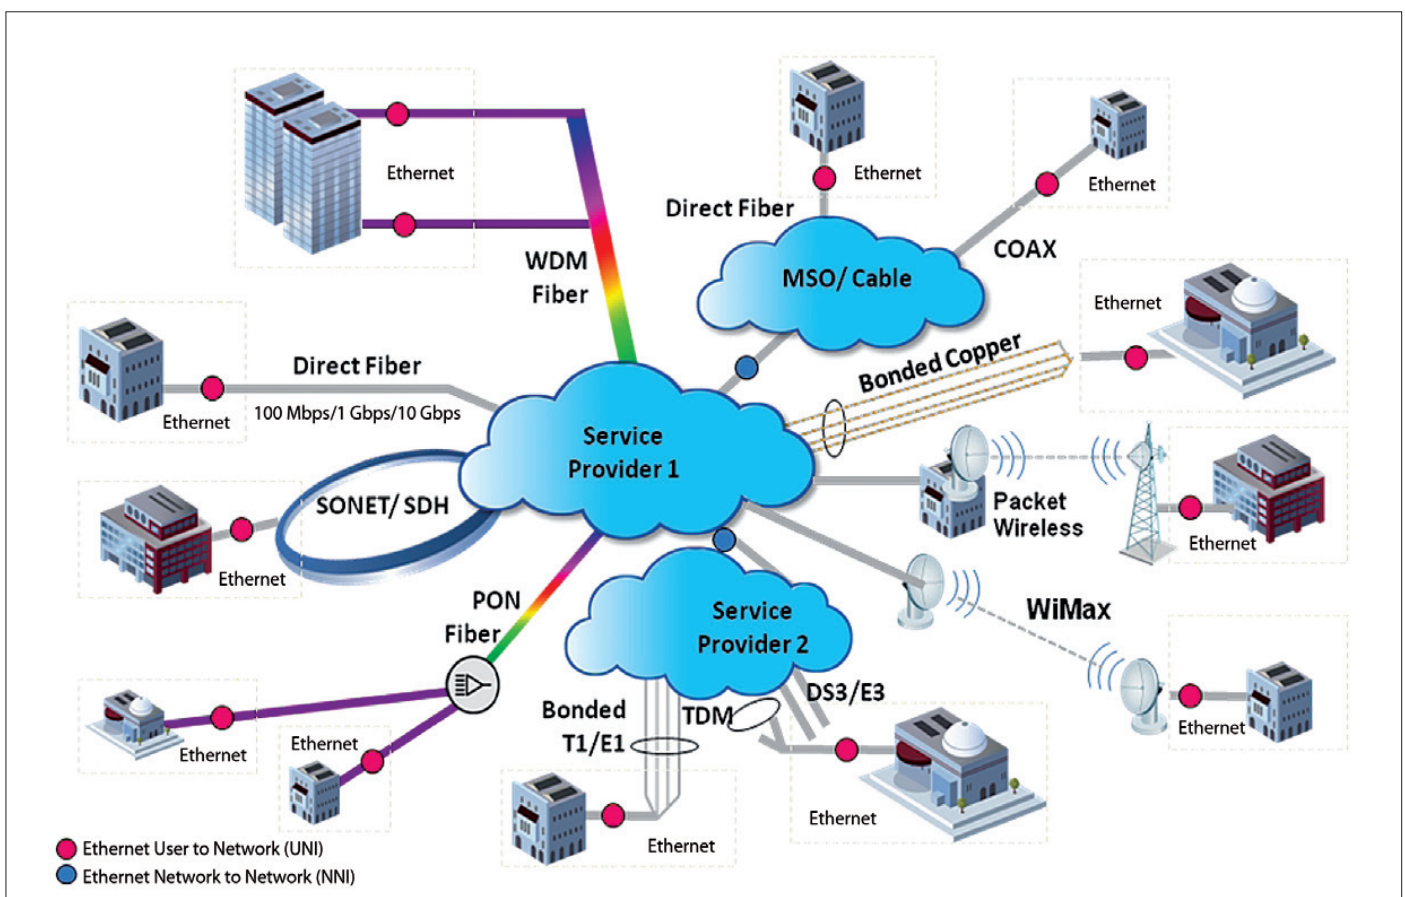 Ethernet
WDM
Fiber
Direct Fiber
Ethernet
Ethernet
COAX
MSO/ Cable
Ethernet
Bonded Copper
Direct Fiber
100 Mbps/1 Gbps/10 Gbps
Ethernet
Service
Provider 1
SONET/ SDH
Ethernet
Packet
Wireless
Ethernet
PON
Fiber
Service
Provider 2
WiMax
Ethernet
Ethernet
Ethernet
Bonded
T1/E1
TDM
DS3/E3
Ethernet
Ethernet
Ethernet User to Network (UNI)
Ethernet Network to Network (NNI)